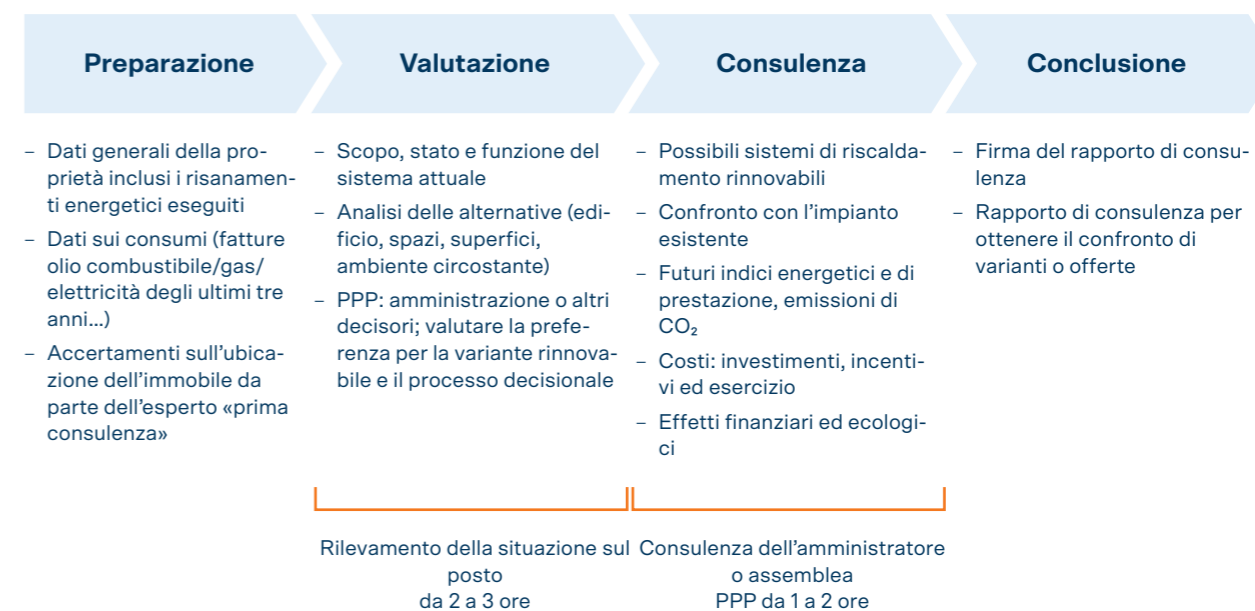 Preparazione
Valutazione
Consulenza
Conclusione
– Dati generali della pro-
prietà inclusi i risanamen-
ti energetici eseguiti
– Dati sui consumi (fatture
olio combustibile/gas/
elettricità degli ultimi tre
anni...)
– Accertamenti sull'ubica-
zione dell'immobile da
parte dell'esperto «prima
consulenza»
– Scopo, stato e funzione del
sistema attuale
– Analisi delle alternative (edi-
ficio, spazi, superfici,
ambiente circostante)
– PPP: amministrazione o altri
decisori; valutare la prefe-
renza per la variante rinnova-
bile e il processo decisionale
– Possibili sistemi di riscalda-
mento rinnovabili
– Confronto con l'impianto
esistente
– Futuri indici energetici e di
prestazione, emissioni di
CO₂
– Costi: investimenti, incenti-
vi ed esercizio
– Effetti finanziari ed ecologi-
ci
– Firma del rapporto di consu-
lenza
– Rapporto di consulenza per
ottenere il confronto di
varianti o offerte
Rilevamento della situazione sul
posto
da 2 a 3 ore
Consulenza dell'amministratore
o assemblea
PPP da 1 a 2 ore